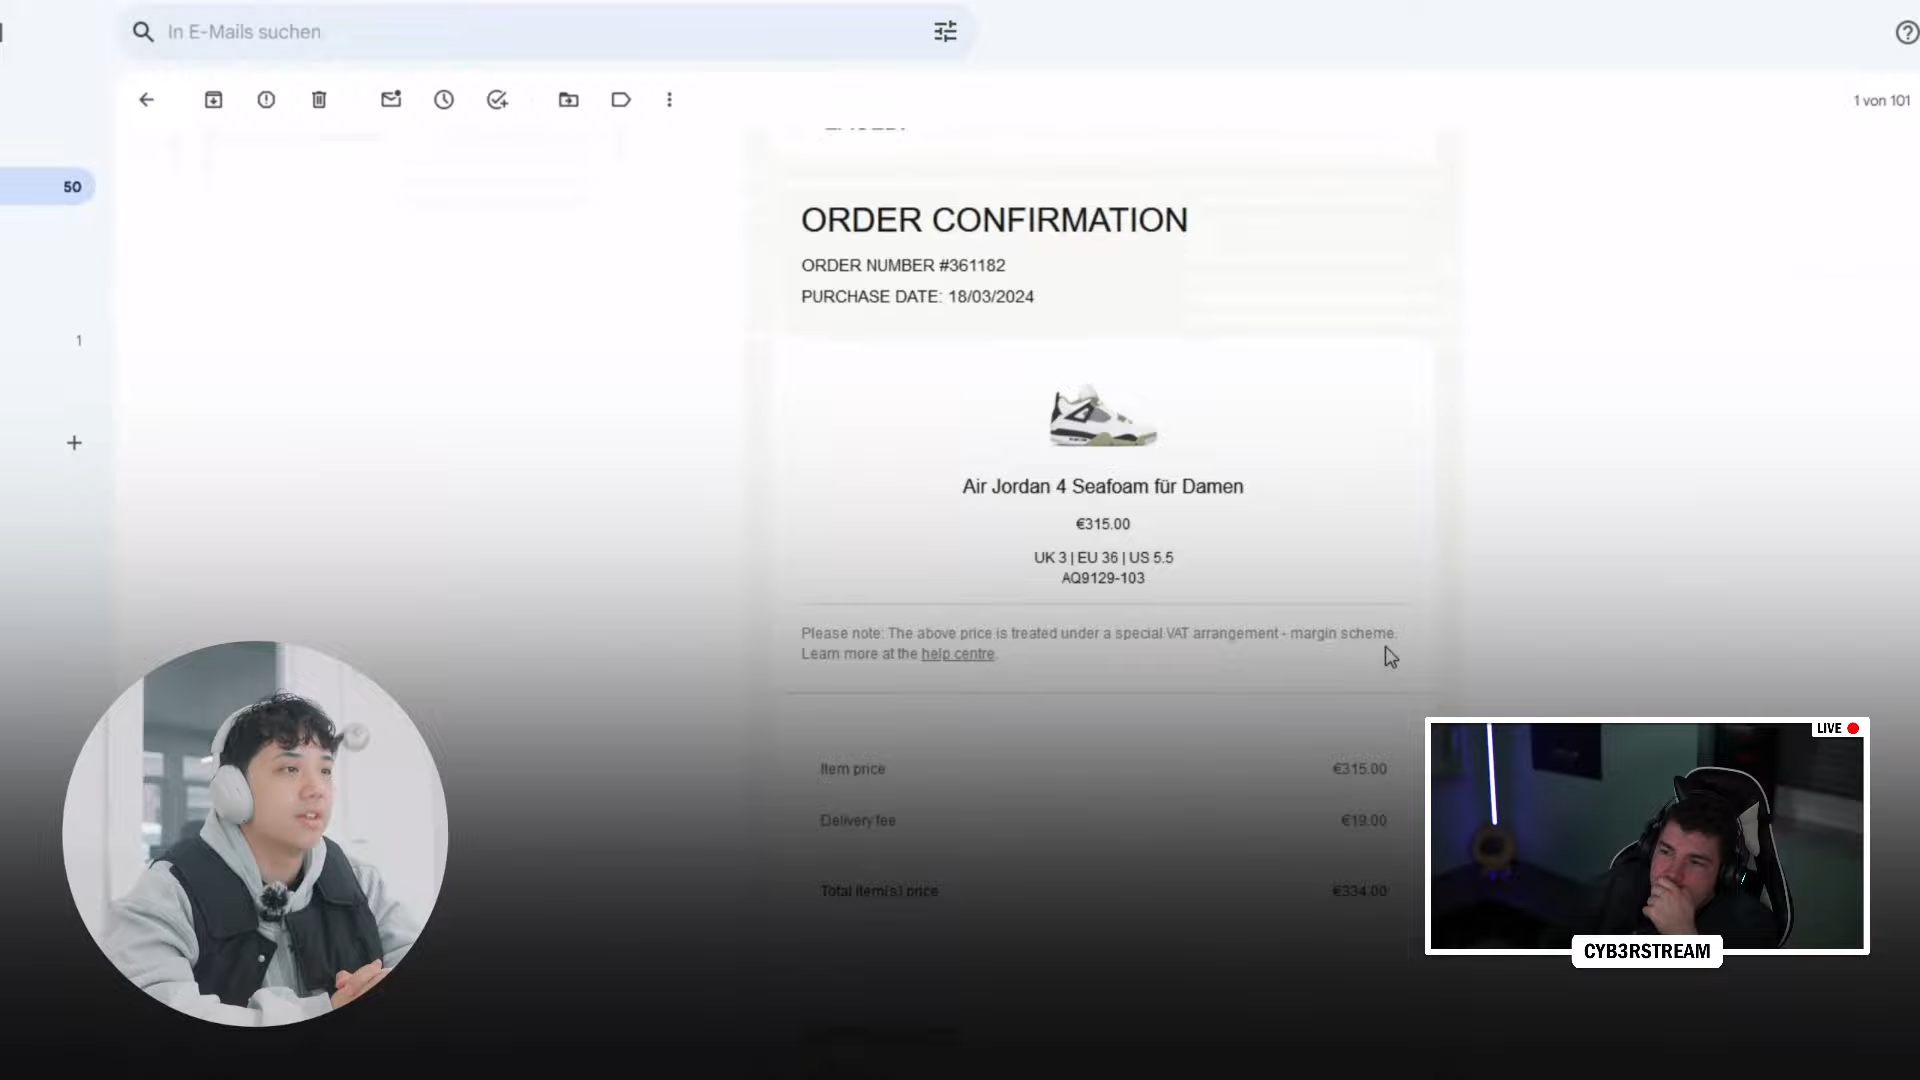 In E-Mails suchen
1 von 101
50
ORDER CONFIRMATION
ORDER NUMBER #361182
PURCHASE DATE: 18/03/2024
1
Air Jordan 4 Seafoam für Damen
€315.00
UK 3 | EU 36 | US 5.5
AQ9129-103
Please note: The above price is treated under a special VAT arrangement - margin scheme.
Learn more at the help centre.
Item price €315.00
Delivery fee €19.00
Total item(s) price €334.00
LIVE
CYB3RSTREAM